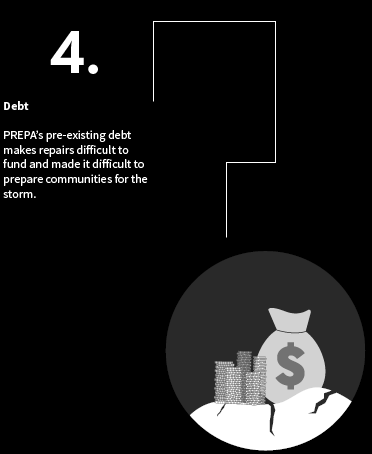 4.
Debt
PREPA's pre-existing debt
makes repairs difficult to
fund and made it difficult to
prepare communities for the
storm.
$